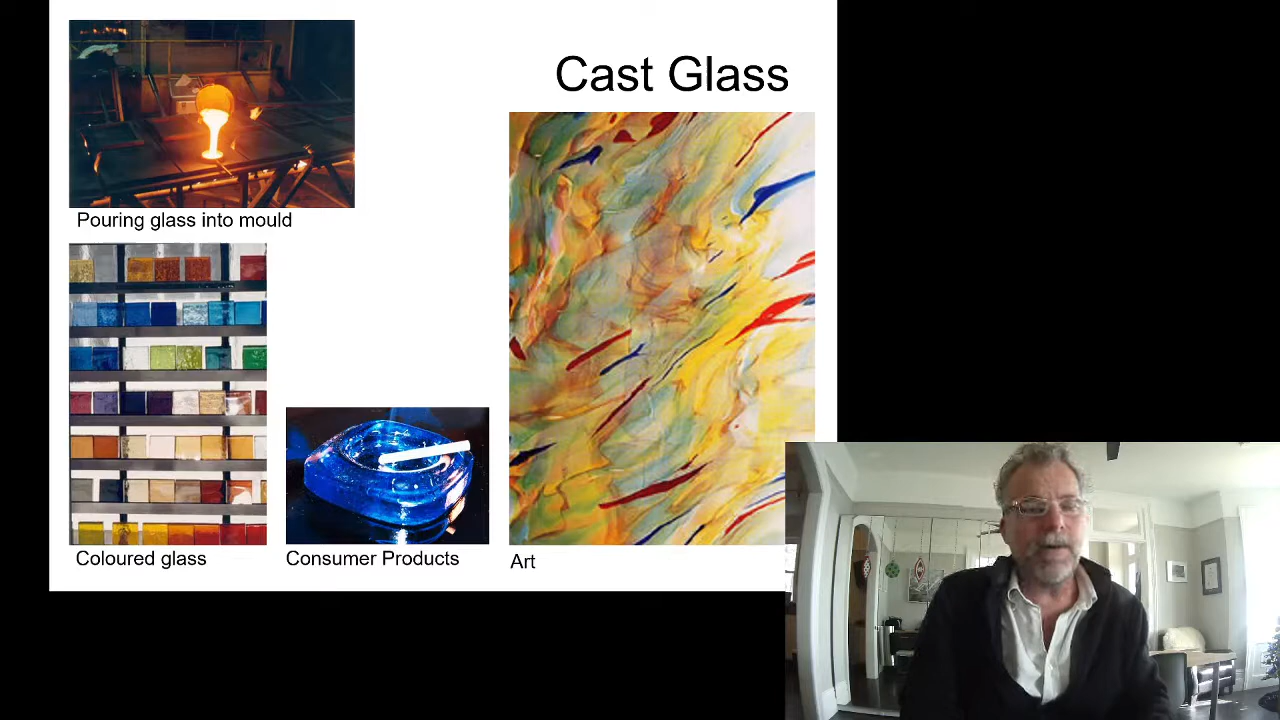 Cast Glass
Pouring glass into mould
Coloured glass
Consumer Products
Art